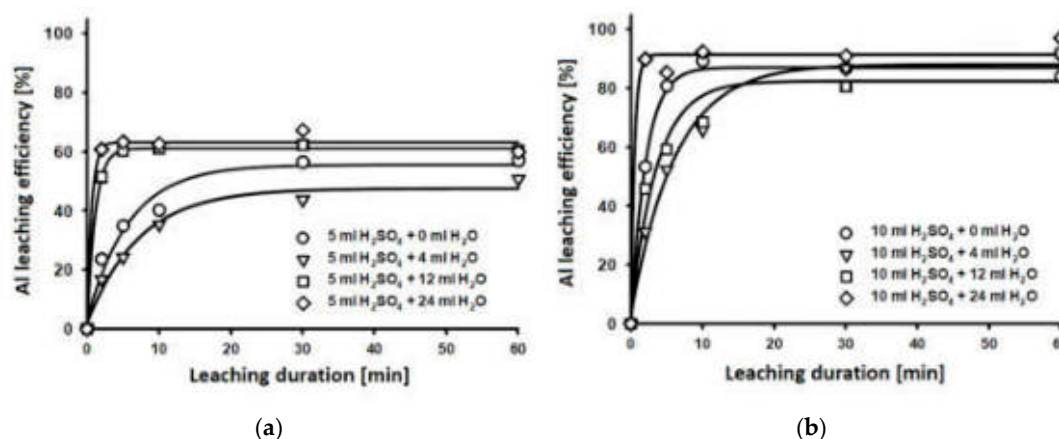 Al leaching efficiency [%]
100
80
60
40
20
0
5 ml H₂SO₄ + 0 ml H₂O
5 ml H₂SO₄ + 4 ml H₂O
5 ml H₂SO₄ + 12 ml H₂O
5 ml H₂SO₄ + 24 ml H₂O
0 10 20 30 40 50 60
Leaching duration [min]
(a)
Al leaching efficiency [%]
100
80
60
40
20
0
10 ml H₂SO₄ + 0 ml H₂O
10 ml H₂SO₄ + 4 ml H₂O
10 ml H₂SO₄ + 12 ml H₂O
10 ml H₂SO₄ + 24 ml H₂O
0 10 20 30 40 50
Leaching duration [min]
(b)